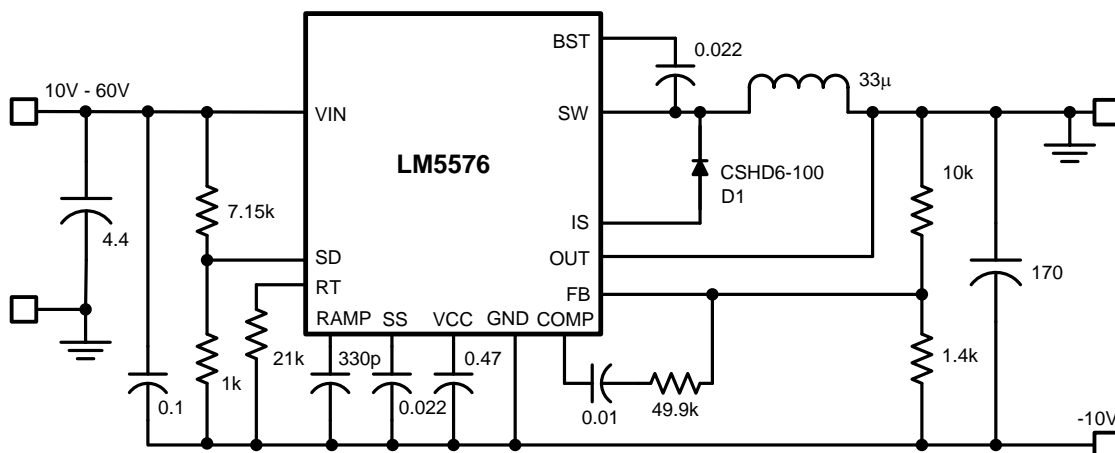 10V - 60V
BST
0.022
33μ
VIN
SW
LM5576
CSHD6-100
D1
10k
7.15k
4.4
IS
SD
OUT
170
RT
FB
RAMP
SS
VCC
GND
COMP
21k
330p
0.47
1.4k
1k
0.1
0.022
0.01
49.9k
-10V